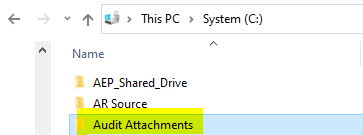 This PC > System (C:)
Name
AEP_Shared_Drive
AR Source
Audit Attachments